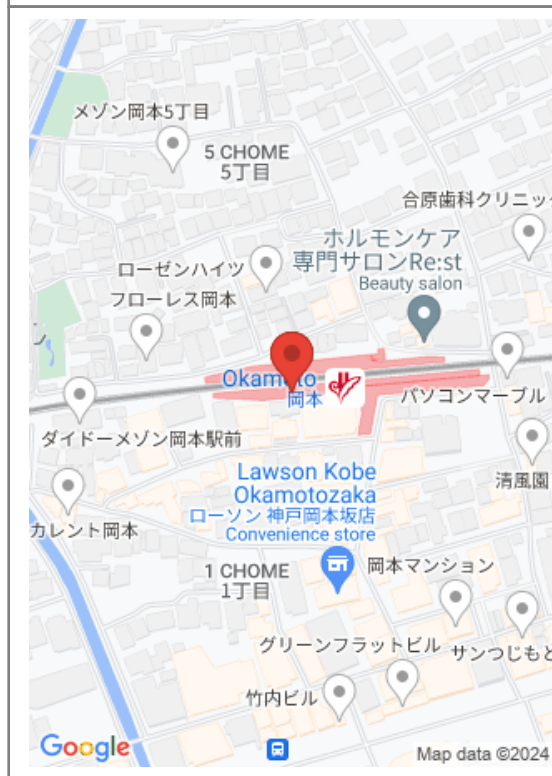 メゾン岡本5丁目
5 CHOME
5丁目
合原歯科クリニック
ホルモンケア
専門サロンRe:st
Beauty salon
ローゼンハイツ
フローレス岡本
Okamoto
岡本
パソコンマーブル
ダイドーメゾン岡本駅前
Lawson Kobe
Okamotozaka
ローソン 神戸岡本坂店
Convenience store
清風園
カレント岡本
1 CHOME
1丁目
岡本マンション
グリーンフラットビル
サンつじもと
竹内ビル
Google
Map data ©2024